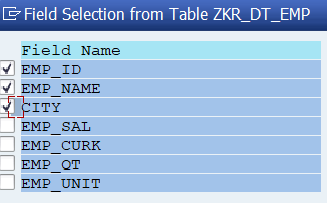 Field Selection from Table ZKR_DT_EMP
Field Name
EMP_ID
EMP_NAME
CITY
EMP_SAL
EMP_CURK
EMP_QT
EMP_UNIT